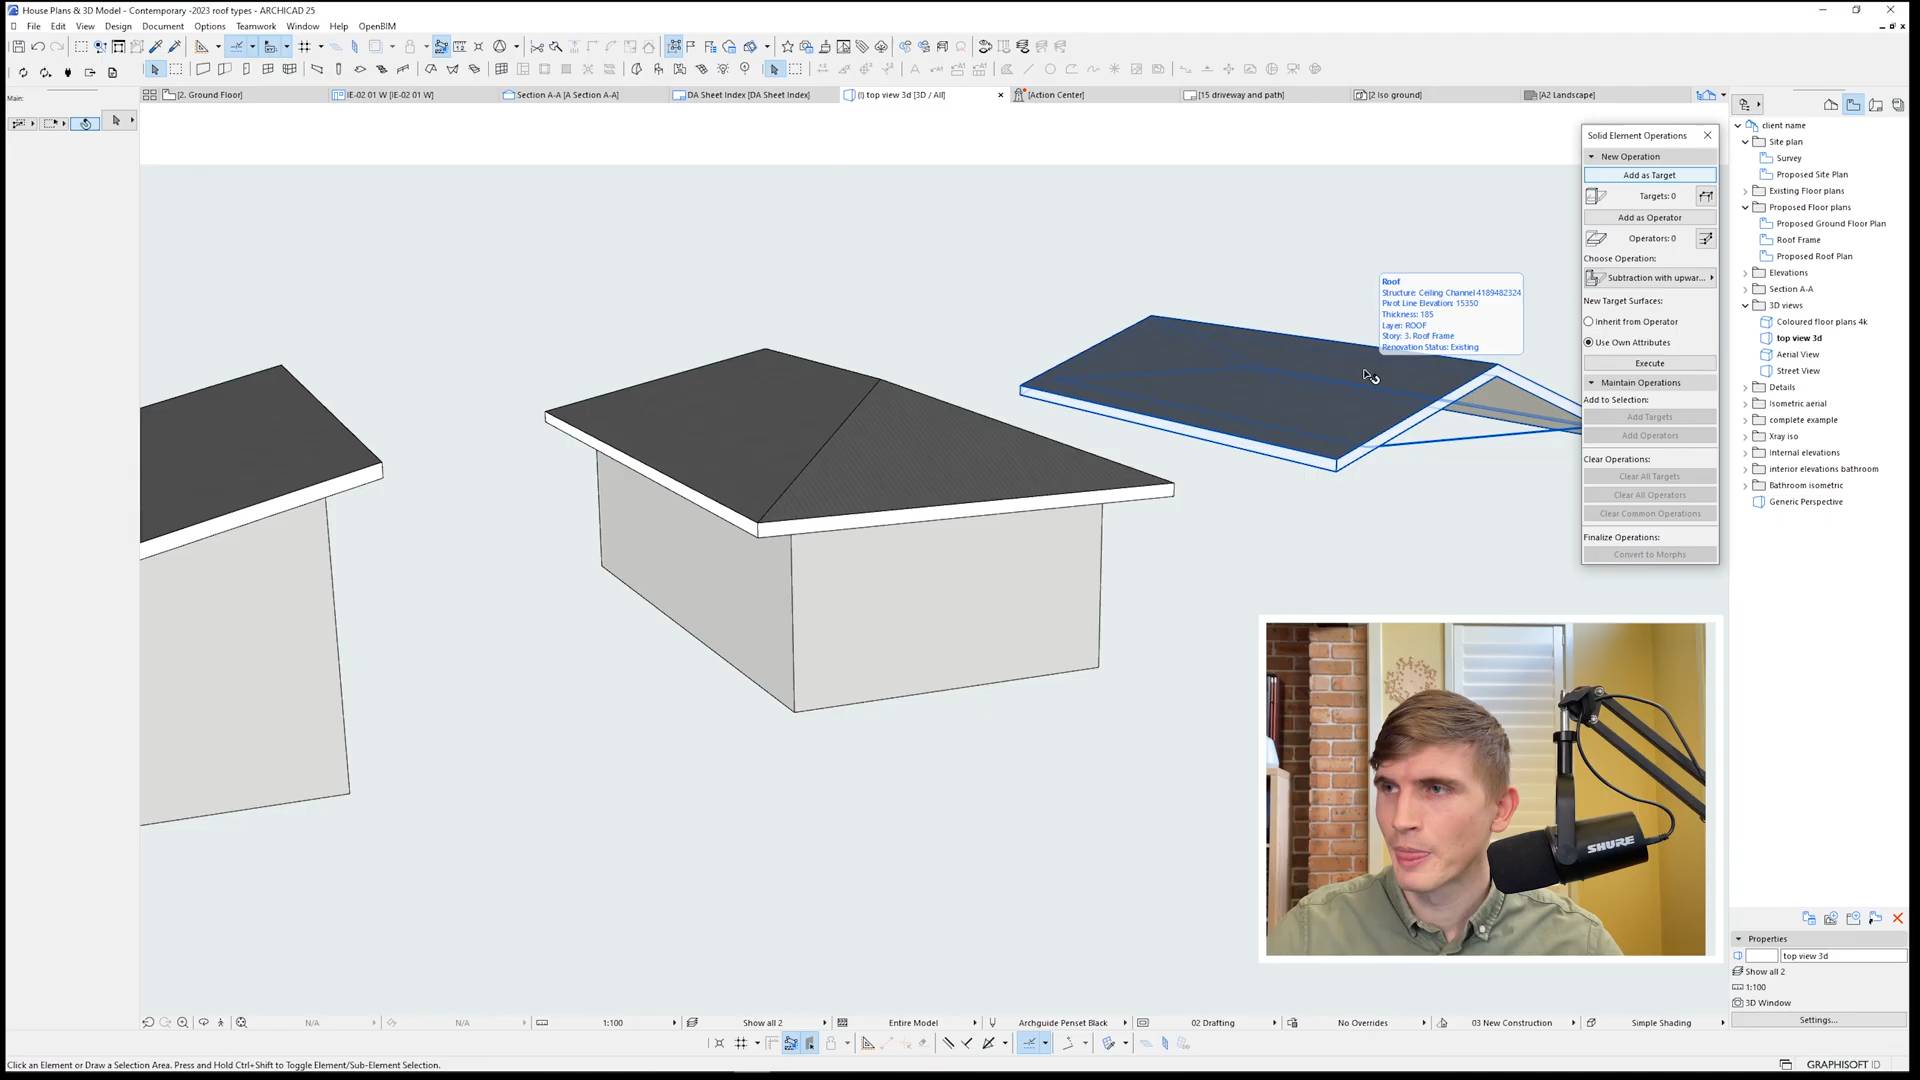 House Plans & 3D Model - Contemporary -2023 roof types - ARCHICAD 25
File Edit View Design Document Options Teamwork Window Help OpenBIM
Main:
[2. Ground Floor]
IE-02 01 W [IE-02 01 W]
Section A-A [A Section A-A]
DA Sheet Index [DA Sheet Index]
(!) top view 3d [3D / All]
[Action Center]
[15 driveway and path]
[2 Iso ground]
[A2 Landscape]
Solid Element Operations
New Operation
Add as Target
Targets: 0
Add as Operator
Operators: 0
Choose Operation:
Subtraction with upwar...
New Target Surfaces:
Inherit from Operator
Use Own Attributes
Execute
Maintain Operations
Add to Selection:
Add Targets
Add Operators
Clear Operations:
Clear All Targets
Clear All Operators
Clear Common Operations
Finalize Operations:
Convert to Morphs
Roof
Structure: Ceiling Channel 4189482324
Pivot Line Elevation: 15350
Thickness: 185
Layer: ROOF
Story: 3. Roof Frame
Renovation Status: Existing
client name
Site plan
Survey
Proposed Site Plan
Existing Floor plans
Proposed Floor plans
Proposed Ground Floor Plan
Roof Frame
Proposed Roof Plan
Elevations
Section A-A
3D views
Coloured floor plans 4k
top view 3d
Aerial View
Street View
Details
Isometric aerial
complete example
Xray iso
Internal elevations
interior elevations bathroom
Bathroom isometric
Generic Perspective
SHURE
Properties
top view 3d
Show all 2
1:100
3D Window
Settings...
N/A
N/A
1:100
Show all 2
Entire Model
Archguide Penset Black
02 Drafting
No Overrides
03 New Construction
Simple Shading
Click an Element or Draw a Selection Area. Press and Hold Ctrl+Shift to Toggle Element/Sub-Element Selection.
GRAPHISOFT ID